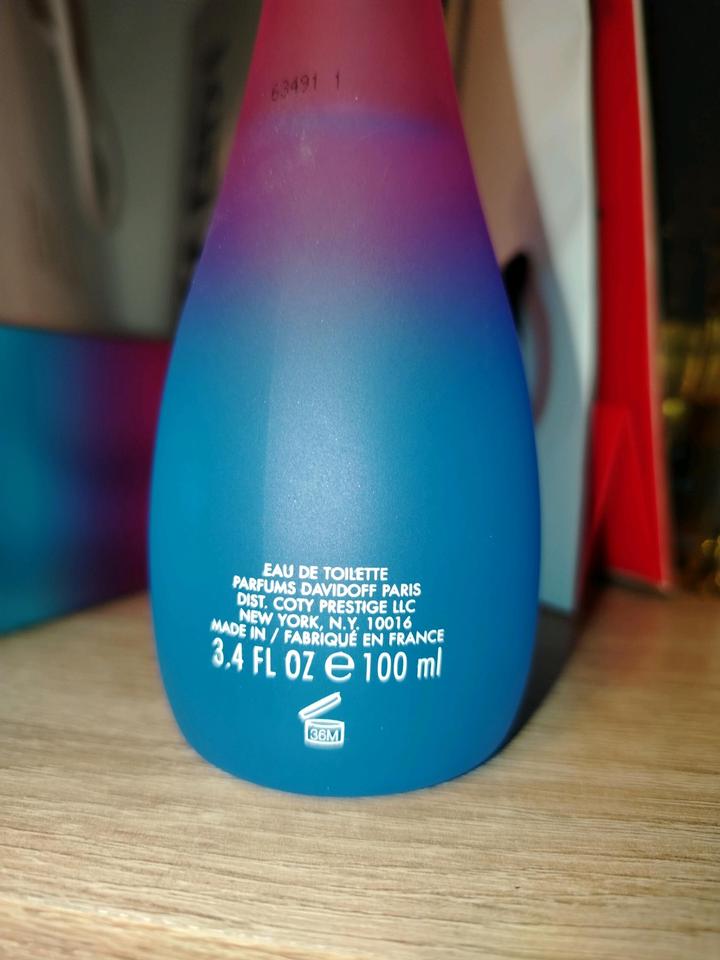 63491 1
EAU DE TOILETTE
PARFUMS DAVIDOFF PARIS
DIST. COTY PRESTIGE LLC
NEW YORK, N.Y. 10016
MADE IN / FABRIQUÉ EN FRANCE
3.4 FL OZ e 100 ml
36M